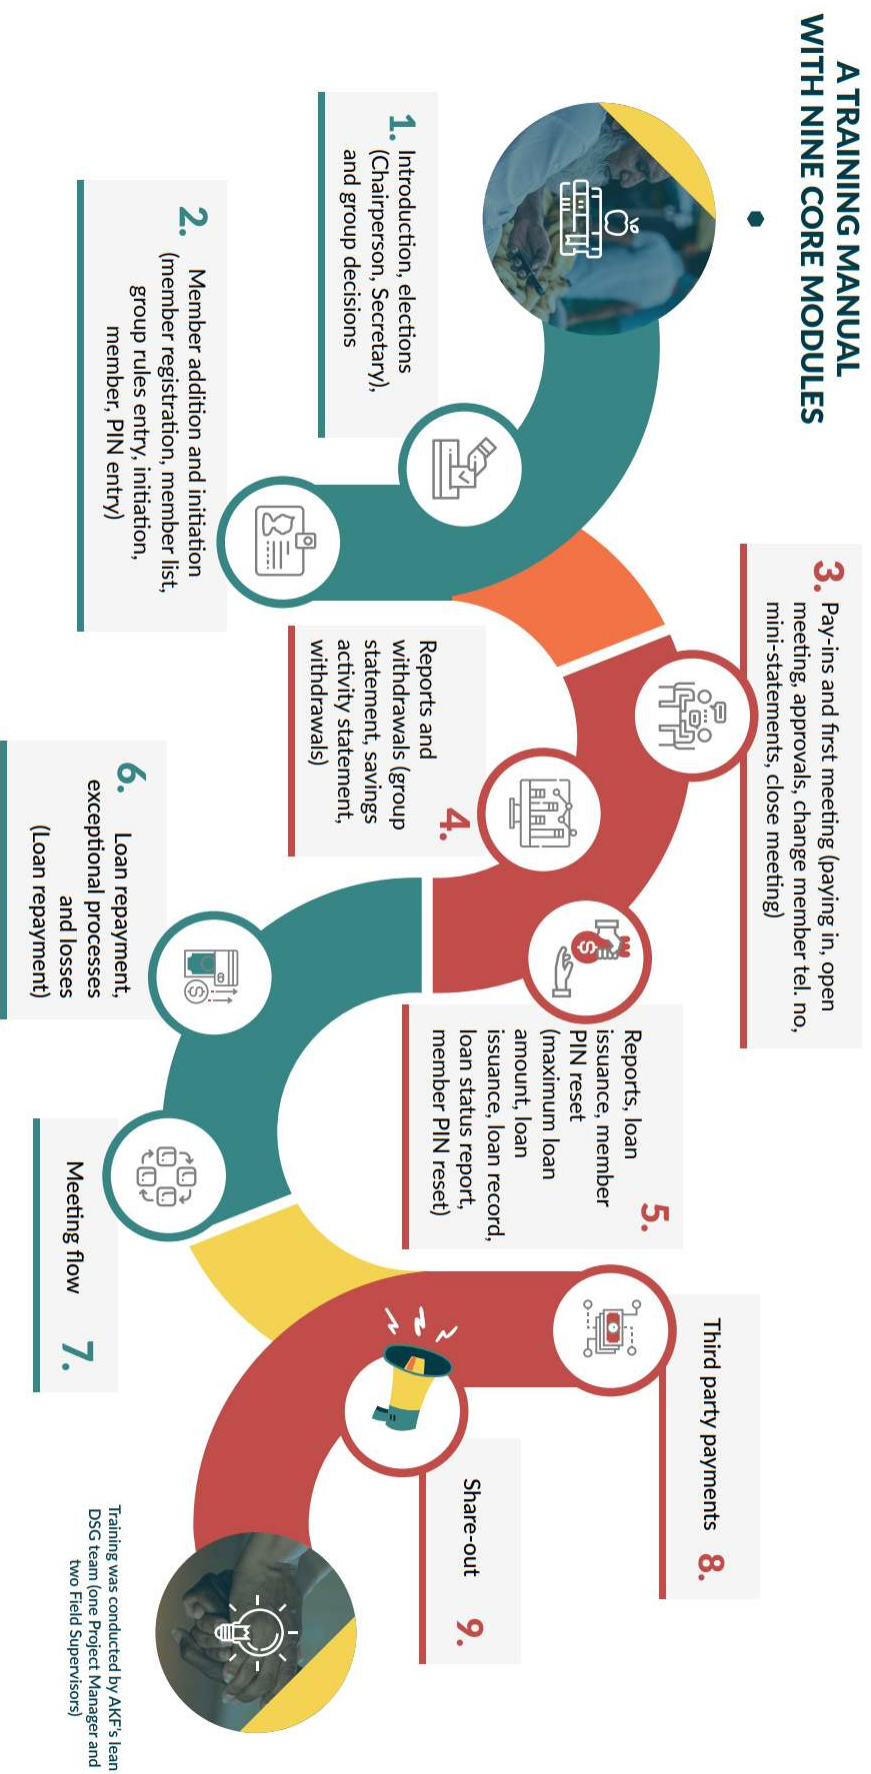 A TRAINING MANUAL
WITH NINE CORE MODULES
1. Introduction, elections
(Chairperson, Secretary),
and group decisions
2. Member addition and initiation
(member registration, member list,
group rules entry, initiation,
member, PIN entry)
3. Pay-ins and first meeting (paying in, open
meeting, approvals, change member tel. no,
mini-statements, close meeting)
4.
Reports and
withdrawals (group
statement, savings
activity statement,
withdrawals)
5.
Reports, loan
issuance, member
PIN reset
(maximum loan
amount, loan
issuance, loan record,
loan status report,
member PIN reset)
6. Loan repayment,
exceptional processes
and losses
(Loan repayment)
Meeting flow 7.
Third party payments 8.
Share-out 9.
Training was conducted by AKF's lean
DSG team (one Project Manager and
two Field Supervisors)